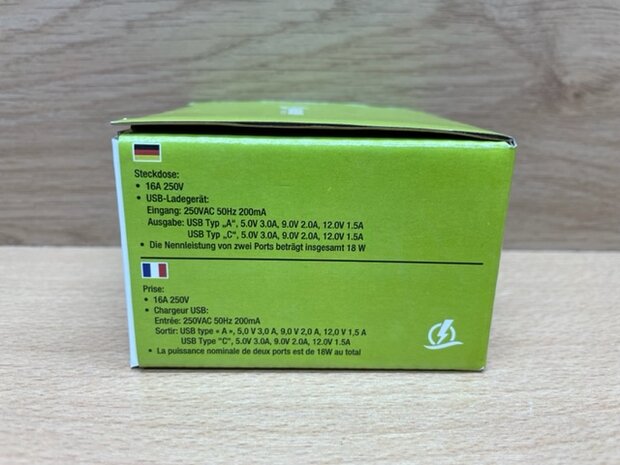 Steckdose:
• 16A 250V
• USB-Ladegerät:
Eingang: 250VAC 50Hz 200mA
Ausgabe: USB Typ „A“, 5.0V 3.0A, 9.0V 2.0A, 12.0V 1.5A
USB Typ „C“, 5.0V 3.0A, 9.0V 2.0A, 12.0V 1.5A
• Die Nennleistung von zwei Ports beträgt insgesamt 18 W
Prise:
• 16A 250V
• Chargeur USB:
Entrée: 250VAC 50Hz 200mA
Sortir: USB type « A », 5,0 V 3,0 A, 9,0 V 2,0 A, 12,0 V 1,5 A
USB Type "C", 5.0V 3.0A, 9.0V 2.0A, 12.0V 1.5A
• La puissance nominale de deux ports est de 18W au total